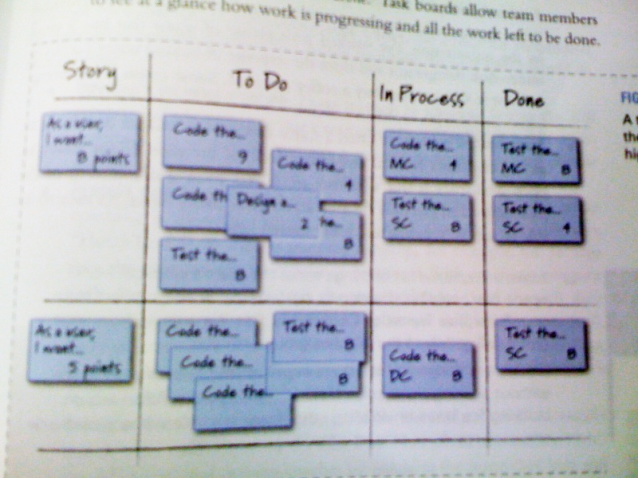 to see at a glance how work is progressing and all the work left to be done.
Task boards allow team members
Story
To Do
In Process
Done
As a user,
I want...
8 points
Code the...
9
Code the...
4
Code th
Design a...
2
he...
8
Test the...
8
Code the...
MC 4
Test the...
SC 8
Test the...
MC 8
Test the...
SC 4
As a user,
I want...
5 points
Code the...
Code the...
Code the...
Test the...
8
8
Code the...
DC 8
Test the...
SC 8
FIG
A t
the
hi